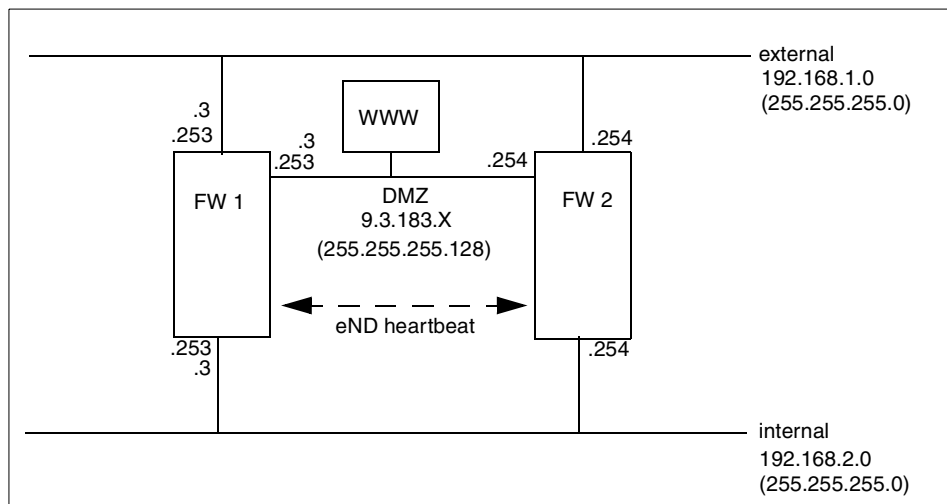 external
192.168.1.0
(255.255.255.0)
.3
.253
WWW
.3
.253
.254
.254
FW 1
DMZ
9.3.183.X
(255.255.255.128)
FW 2
eND heartbeat
.253
.3
.254
internal
192.168.2.0
(255.255.255.0)